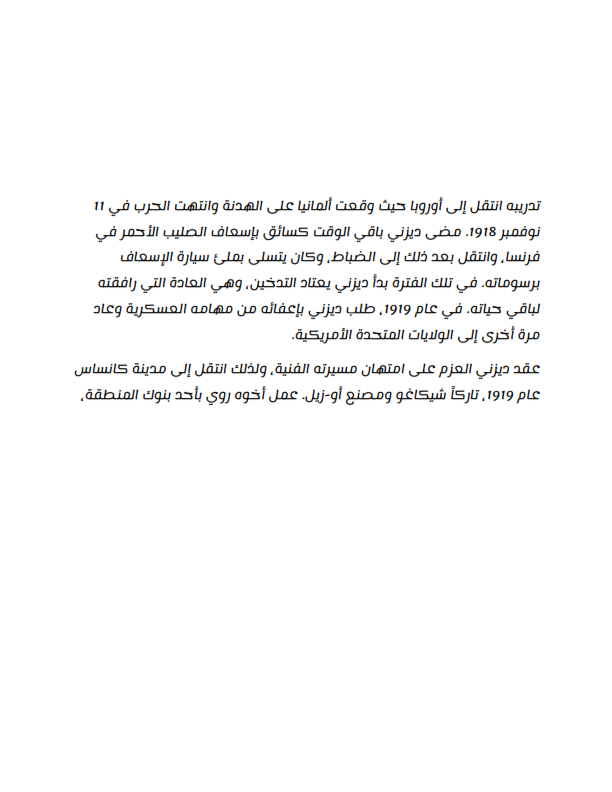 تدريبه انتقل إلى أوروبا حيث وقعت ألمانيا على الهدنة وانتهت الحرب في 11
نوفمبر 1918. مضى ديزني باقي الوقت كسائق بإسعاف الصليب الأحمر في
فرنسا، وانتقل بعد ذلك إلى الضباط، وكان يتسلى بملئ سيارة الإسعاف
برسوماته. في تلك الفترة بدأ ديزني يعتاد التدخين، وهي العادة التي رافقته
لباقي حياته. في عام 1919، طلب ديزني بإعفائه من مهامه العسكرية وعاد
مرة أخرى إلى الولايات المتحدة الأمريكية.
عقد ديزني العزم على امتهان مسيرته الفنية، ولذلك انتقل إلى مدينة كانساس
عام 1919، تاركاً شيكاغو ومصنع أو-زيل. عمل أخوه روي بأحد بنوك المنطقة،